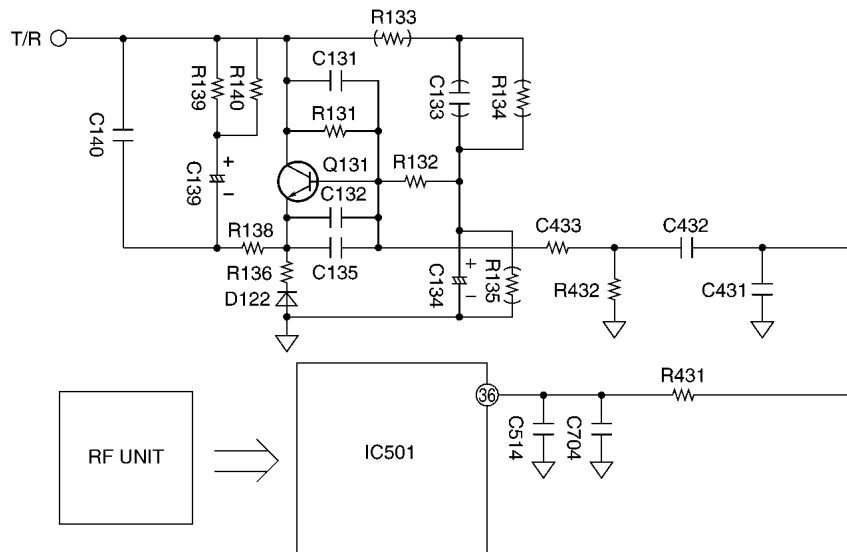 R133
T/R
C131
R139
R140
C133
R134
R131
C140
Q131
R132
C139
+
−
C132
R138
C433
C432
C135
R136
+
C134
−
R135
D122
R432
C431
R431
36
C514
C704
RF UNIT
IC501